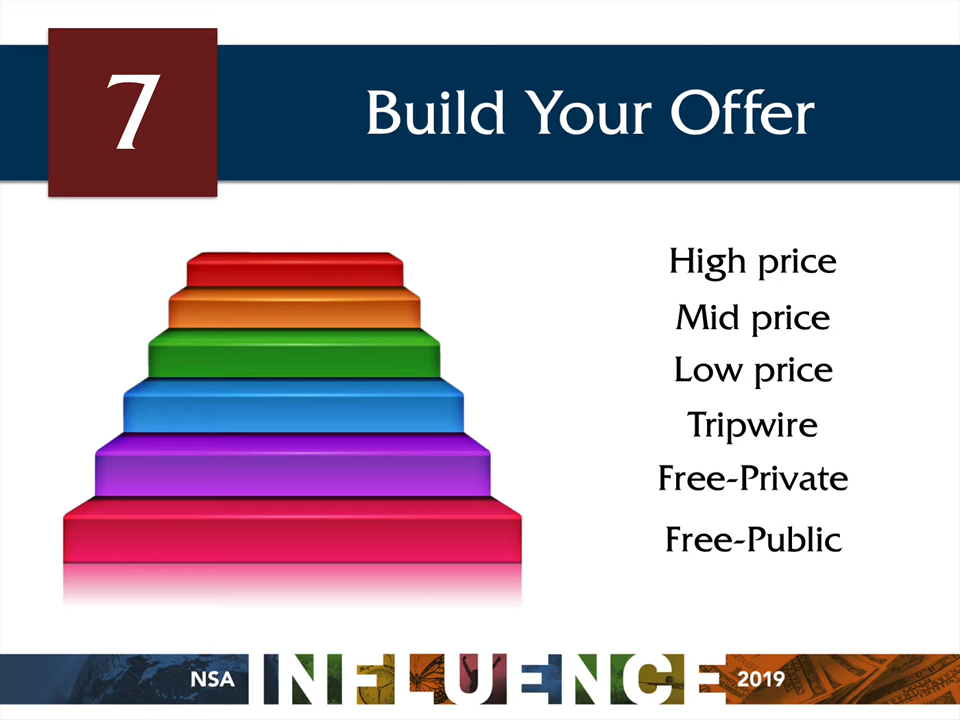 7
Build Your Offer
High price
Mid price
Low price
Tripwire
Free-Private
Free-Public
NSA INFLUENCE 2019